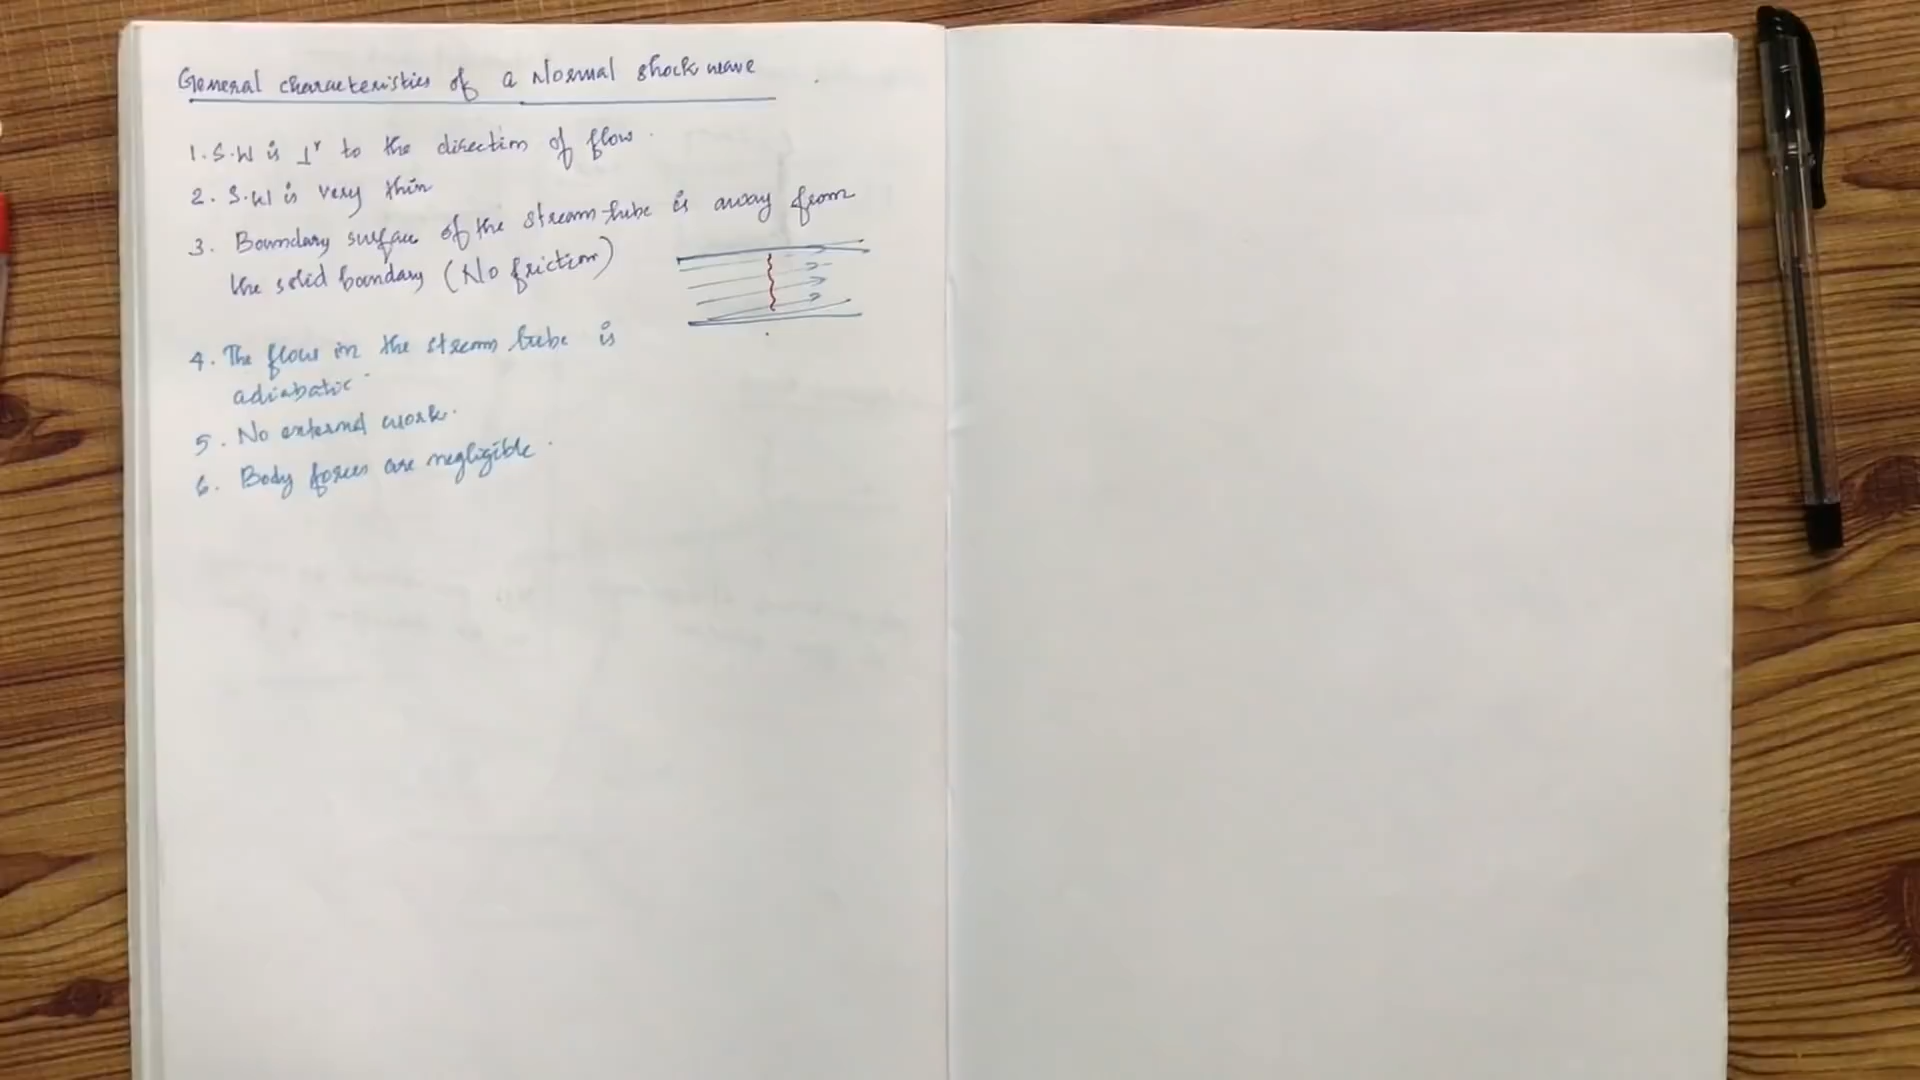 General characteristics of a Normal shock wave
1. S.W is ⊥r to the direction of flow.
2. S.W is very thin
3. Boundary surface of the stream-tube is away from
the solid boundary (No friction)
4. The flow in the stream tube is
adiabatic.
5. No external work.
6. Body forces are negligible.